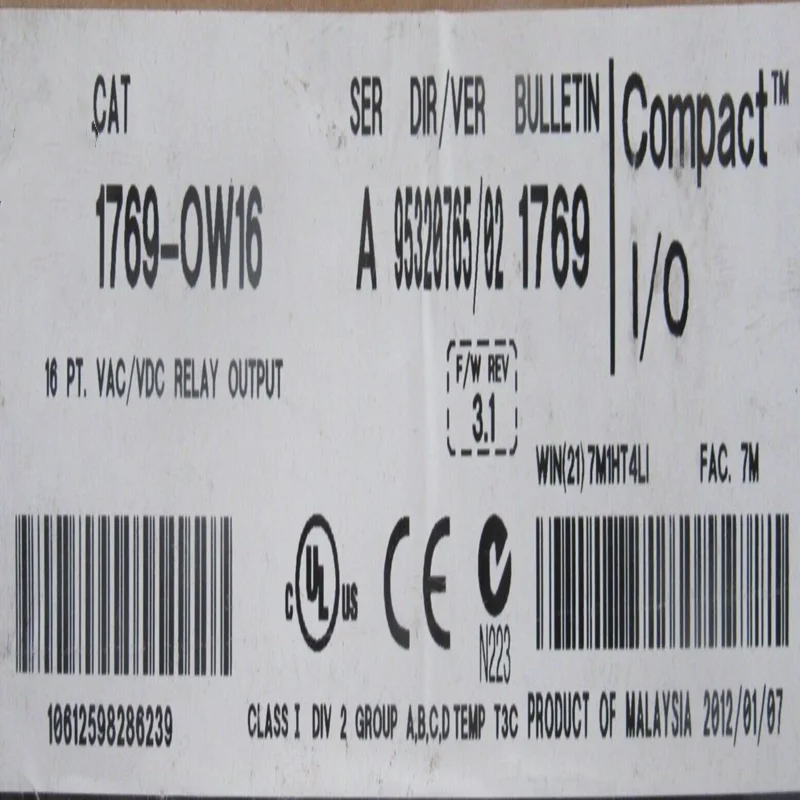 CAT SER DIR/VER BULLETIN Compact™
1769-OW16 A 95320765/02 1769 I/O
16 PT. VAC/VDC RELAY OUTPUT
F/W REV
3.1
WIN(21) 7M1HT4LI FAC. 7M
C UL US CE N223
10612598286239
CLASS I DIV 2 GROUP A,B,C,D TEMP T3C PRODUCT OF MALAYSIA 2012/01/07